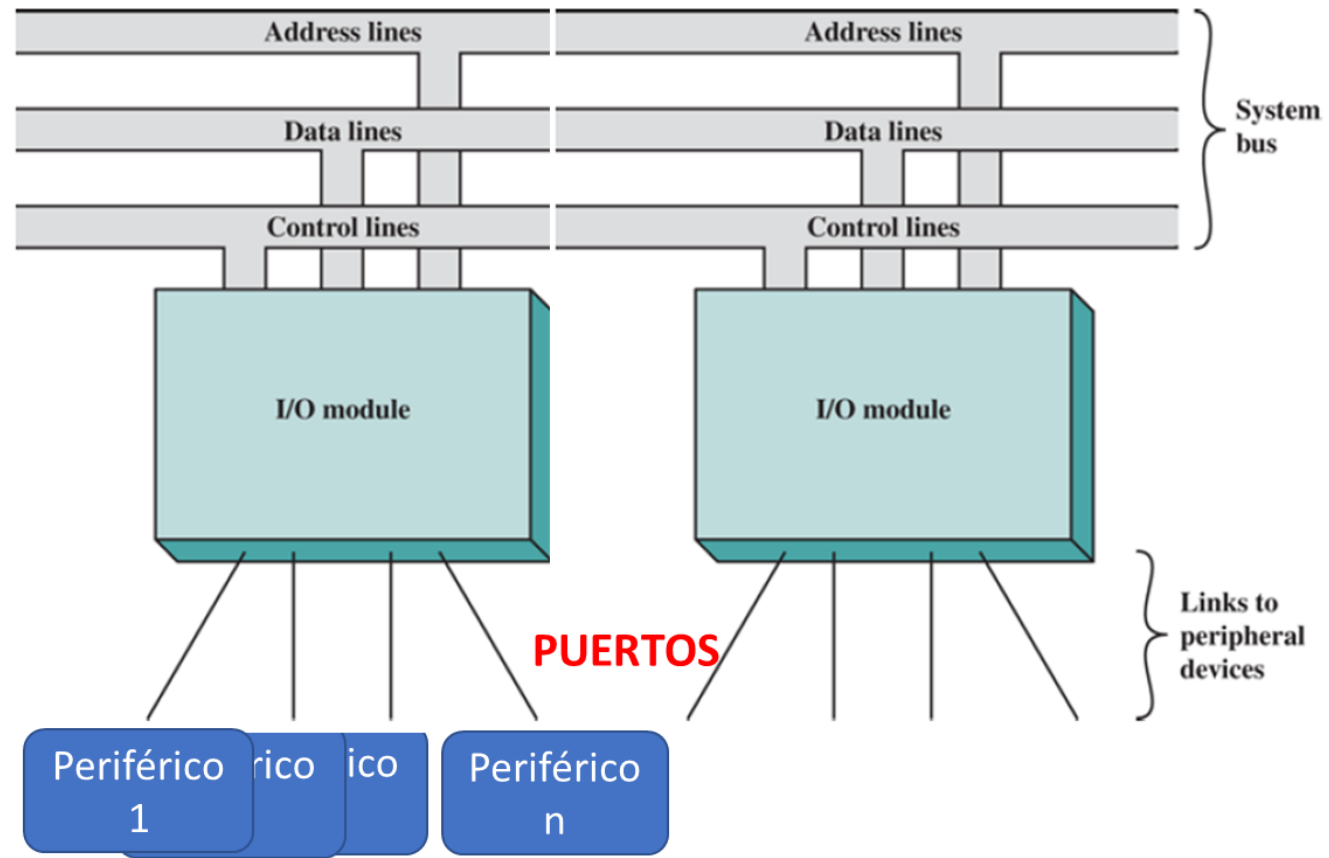 Address lines
Address lines
Data lines
Data lines
System
bus
Control lines
Control lines
I/O module
I/O module
PUERTOS
Links to
peripheral
devices
Periférico
1
rico
ico
Periférico
n